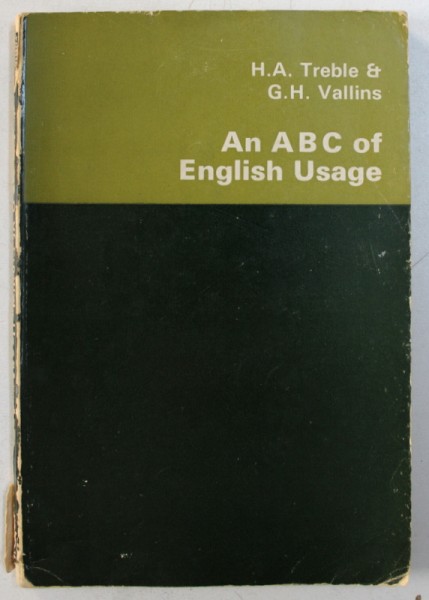 H.A. Treble &
G.H. Vallins
An ABC of
English Usage